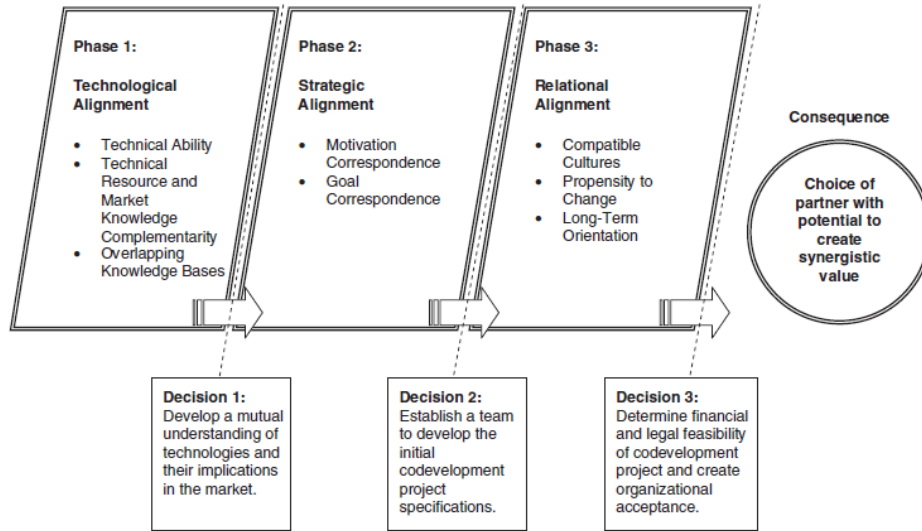 Phase 1:
Technological
Alignment
• Technical Ability
• Technical
Resource and
Market
Knowledge
Complementarity
• Overlapping
Knowledge Bases
Phase 2:
Strategic
Alignment
• Motivation
Correspondence
• Goal
Correspondence
Phase 3:
Relational
Alignment
• Compatible
Cultures
• Propensity to
Change
• Long-Term
Orientation
Consequence
Choice of
partner with
potential to
create
synergistic
value
Decision 1:
Develop a mutual
understanding of
technologies and
their implications
in the market.
Decision 2:
Establish a team
to develop the
initial
codevelopment
project
specifications.
Decision 3:
Determine financial
and legal feasibility
of codevelopment
project and create
organizational
acceptance.